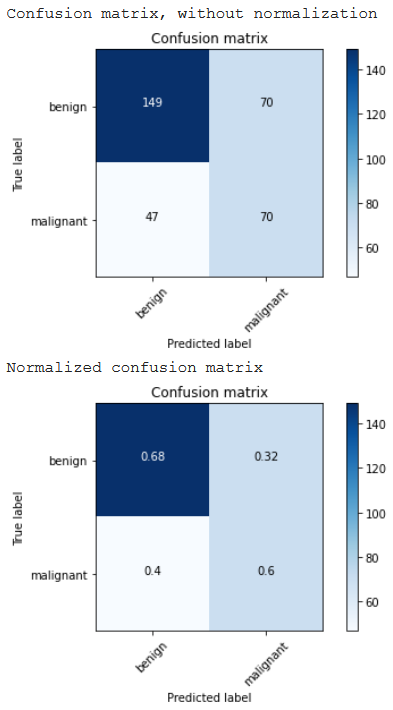 Confusion matrix, without normalization
Confusion matrix
benign 149 70 140
120
True label
100
malignant 47 70 80
60
benign malignant
Predicted label
Normalized confusion matrix
Confusion matrix
benign 0.68 0.32 140
120
True label
100
malignant 0.4 0.6 80
60
benign malignant
Predicted label